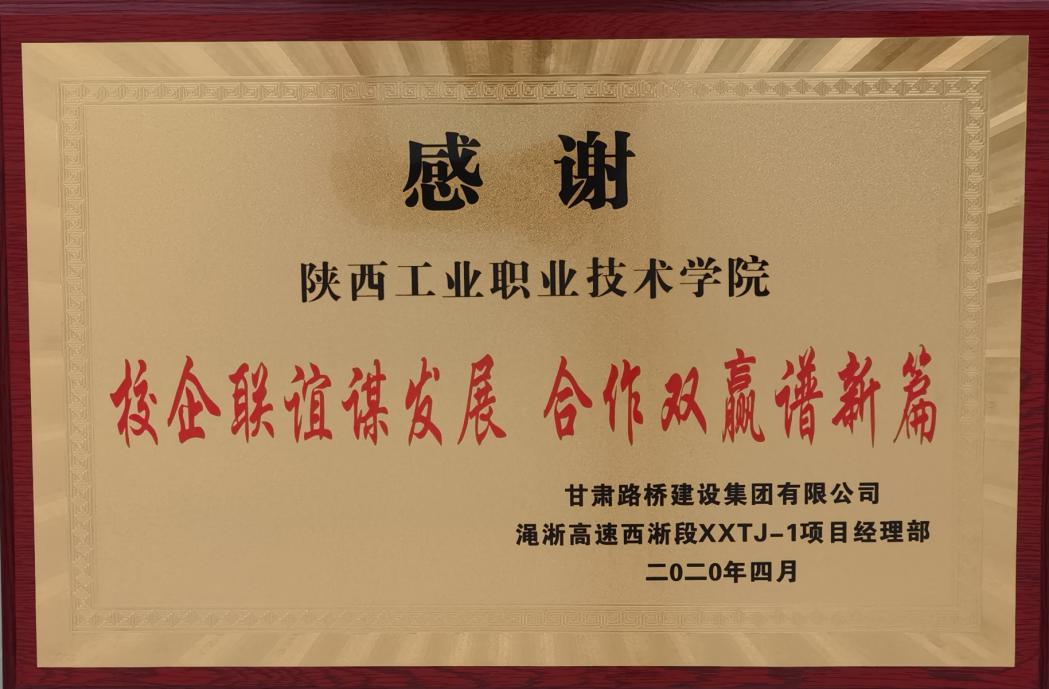 感 谢
陕西工业职业技术学院
校企联谊谋发展 合作双赢谱新篇
甘肃路桥建设集团有限公司
渑淅高速西淅段XXTJ-1项目经理部
二0二0年四月